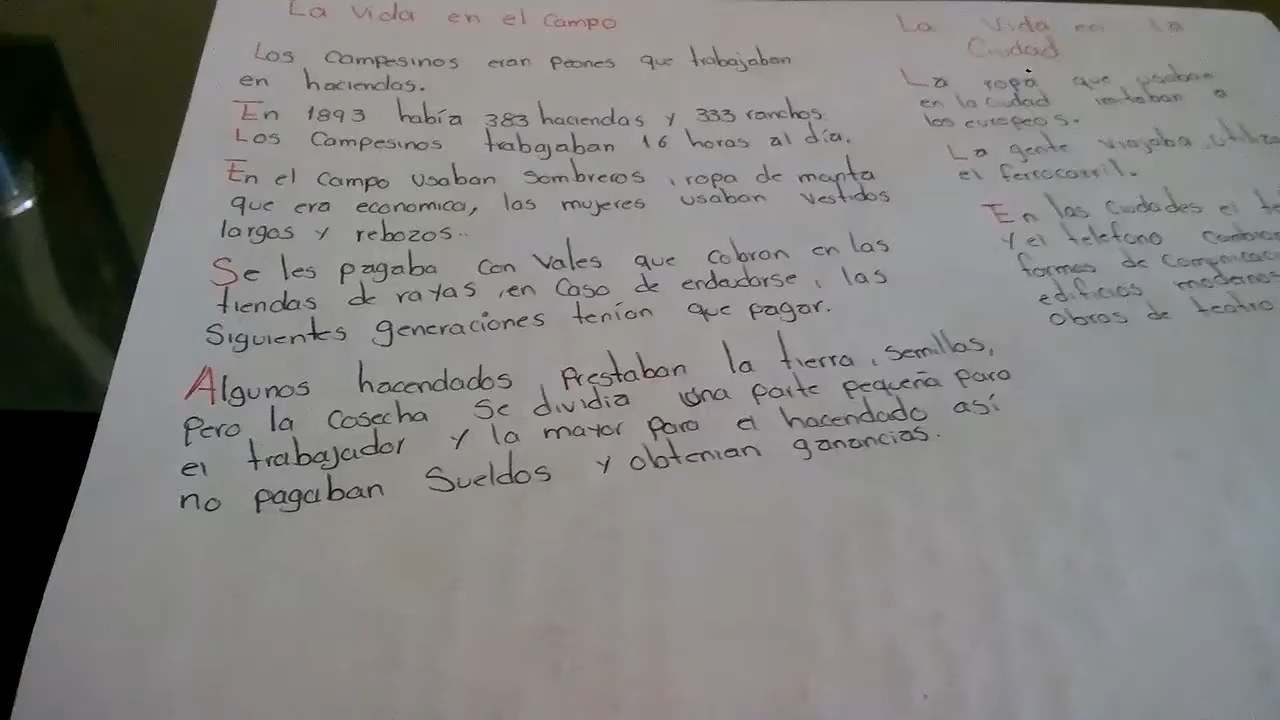 La vida en el Campo
Los Campesinos eran peones que trabajaban
en haciendas.
En 1893 había 383 haciendas y 333 ranchos
Los Campesinos trabajaban 16 horas al día.
En el campo usaban sombreros, ropa de manta
que era economica, las mujeres usaban vestidos
largos y rebozos..
Se les pagaba con vales que cobran en las
tiendas de rayas, en caso de endedarse, las
Siguientes generaciones tenían que pagar.
Algunos hacendados, prestaban la tierra, semillas,
pero la cosecha se dividia una parte pequeña para
el trabajador y la mayor para el hacendado así
no pagaban Sueldos y obtenian ganancias.
La Vida en la
Ciudad
La ropa que usaban
en la ciudad imitaban a
los europeos.
La gente viajaba
el ferrocarril.
En las ciudades el
y el telefono
formas de
edificios modernos
Obras de teatro